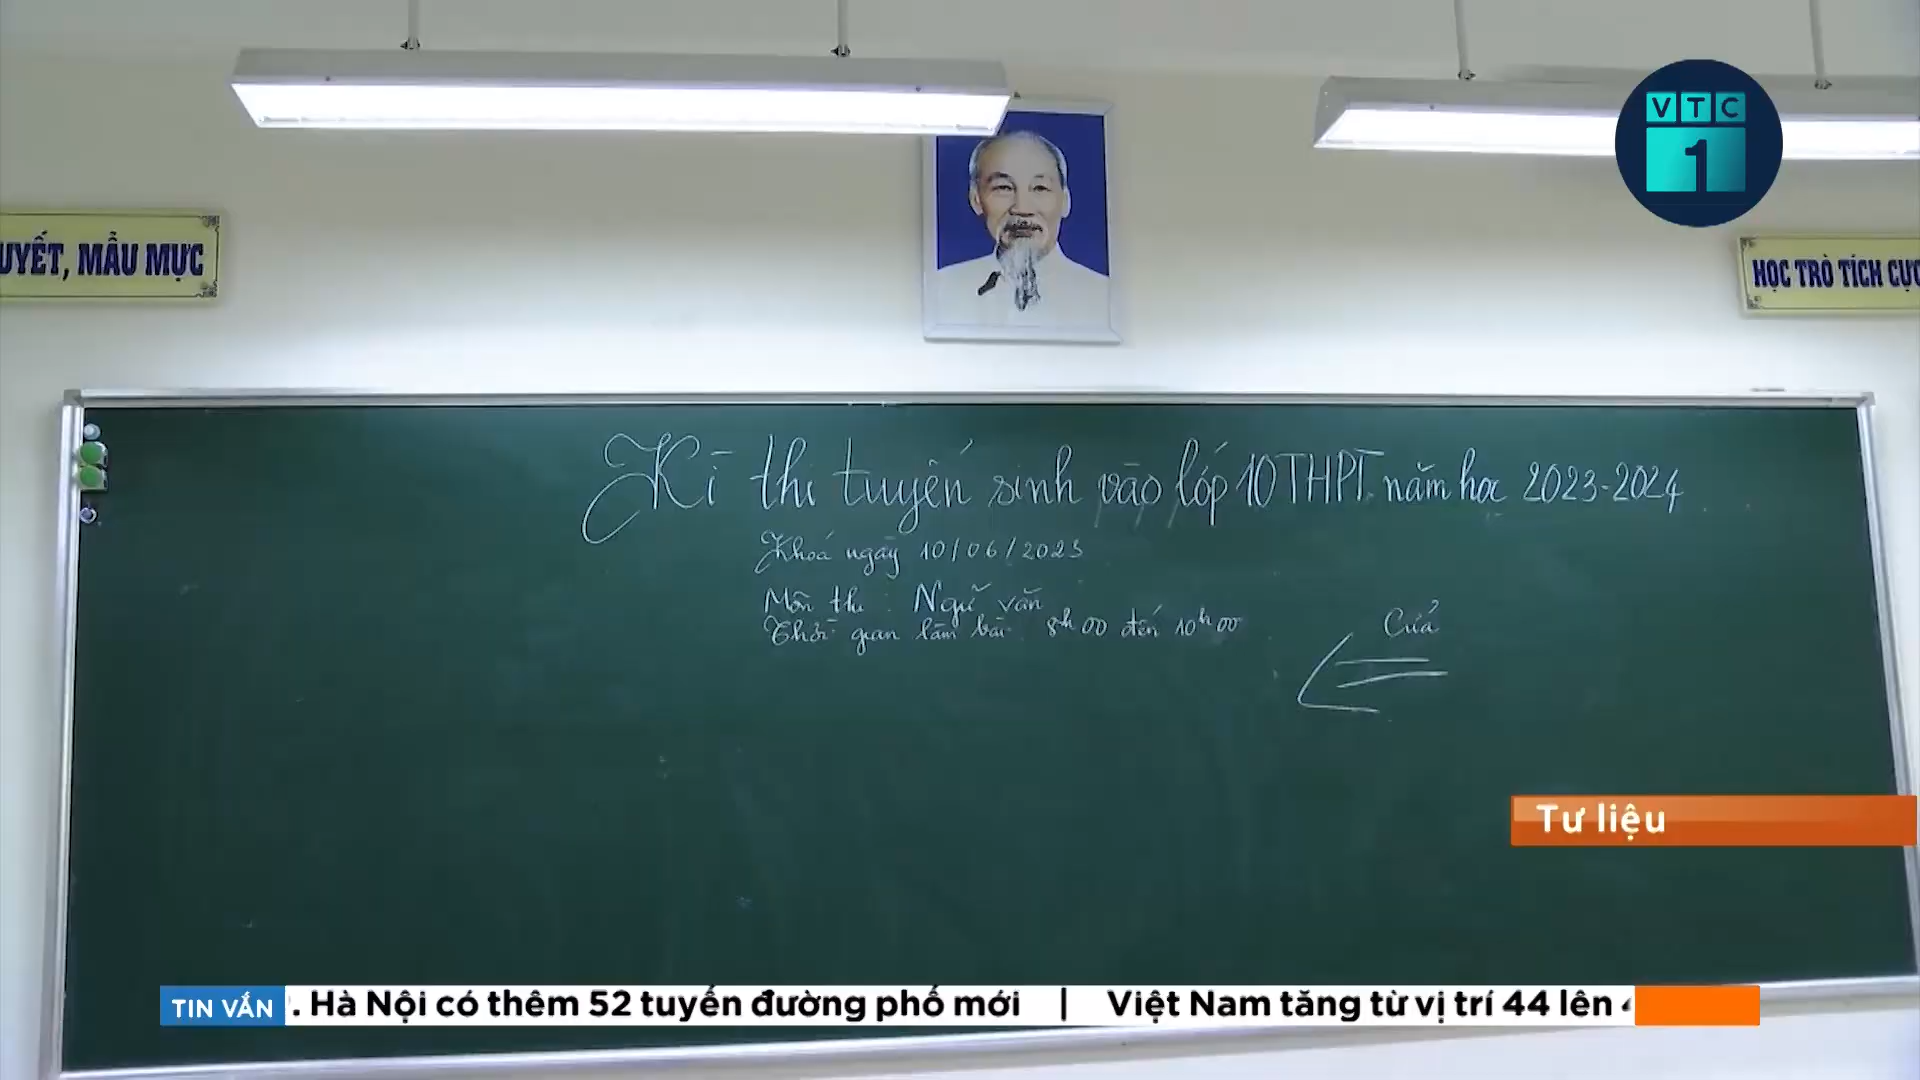 VTC
1
UYẾT, MẪU MỰC
HỌC TRÒ TÍCH CỰC
Kì thi tuyển sinh vào lớp 10 THPT năm học 2023-2024
Khoá ngày 10/06/2023
Môn thi : Ngữ văn
Thời gian làm bài: 8h00 đến 10h00
Cửa
Tư liệu
TIN VẮN
. Hà Nội có thêm 52 tuyến đường phố mới | Việt Nam tăng từ vị trí 44 lên